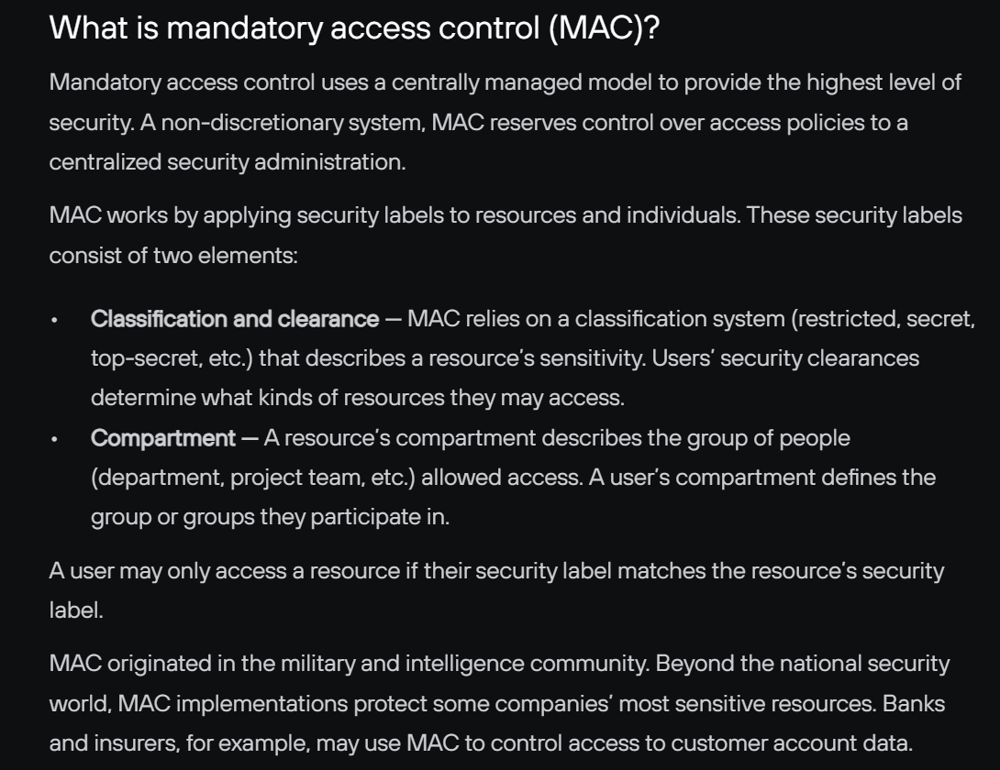 What is mandatory access control (MAC)?
Mandatory access control uses a centrally managed model to provide the highest level of
security. A non-discretionary system, MAC reserves control over access policies to a
centralized security administration.
MAC works by applying security labels to resources and individuals. These security labels
consist of two elements:
• Classification and clearance — MAC relies on a classification system (restricted, secret,
top-secret, etc.) that describes a resource’s sensitivity. Users’ security clearances
determine what kinds of resources they may access.
• Compartment — A resource’s compartment describes the group of people
(department, project team, etc.) allowed access. A user’s compartment defines the
group or groups they participate in.
A user may only access a resource if their security label matches the resource’s security
label.
MAC originated in the military and intelligence community. Beyond the national security
world, MAC implementations protect some companies’ most sensitive resources. Banks
and insurers, for example, may use MAC to control access to customer account data.